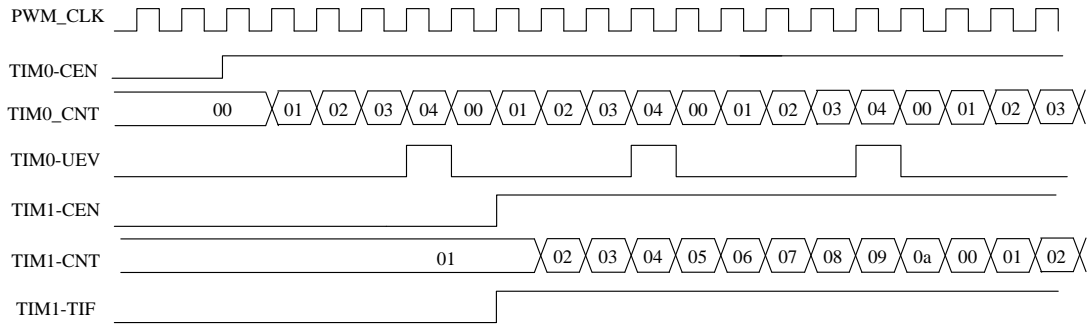 PWM_CLK
TIM0-CEN
TIM0_CNT 00 01 02 03 04 00 01 02 03 04 00 01 02 03 04 00 01 02 03
TIM0-UEV
TIM1-CEN
TIM1-CNT 01 02 03 04 05 06 07 08 09 0a 00 01 02
TIM1-TIF